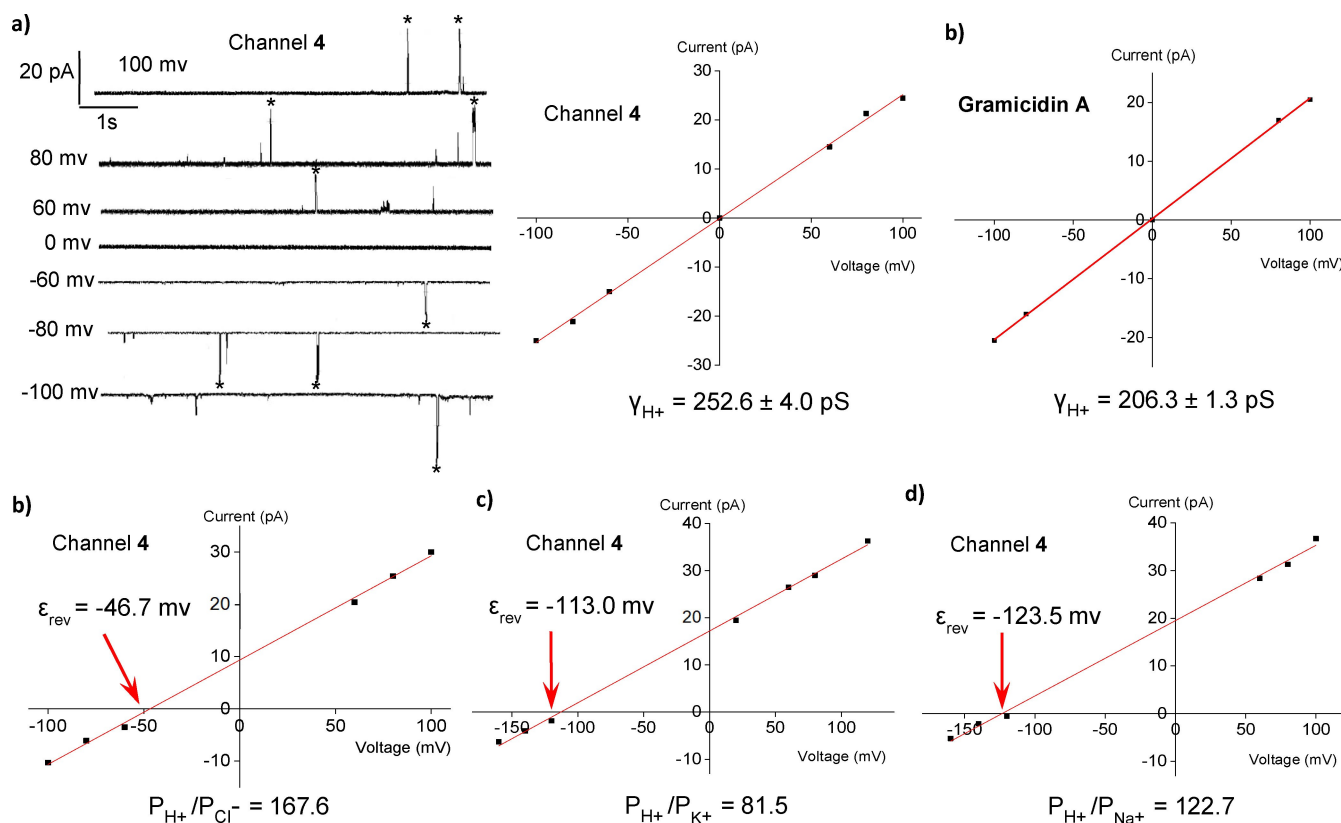 a)
Channel 4
20 pA
1s
100 mv
80 mv
60 mv
0 mv
-60 mv
-80 mv
-100 mv
*
*
*
*
*
*
*
*
*
Current (pA)
30
20
10
0
-10
-20
-30
-100
-50
0
50
100
Voltage (mV)
Channel 4
γH+ = 252.6 ± 4.0 pS
b)
Gramicidin A
Current (pA)
20
10
0
-10
-20
-100
-50
0
50
100
Voltage (mV)
γH+ = 206.3 ± 1.3 pS
b)
Channel 4
εrev = -46.7 mv
Current (pA)
30
20
10
0
-10
-100
-50
0
50
100
Voltage (mV)
PH+ /PCl- = 167.6
c)
Channel 4
εrev = -113.0 mv
Current (pA)
40
30
20
10
0
-10
-150
-100
-50
0
50
100
Voltage (mV)
PH+ /PK+ = 81.5
d)
Channel 4
εrev = -123.5 mv
Current (pA)
40
30
20
10
0
-10
-150
-100
-50
0
50
100
Voltage (mV)
PH+ /PNa+ = 122.7